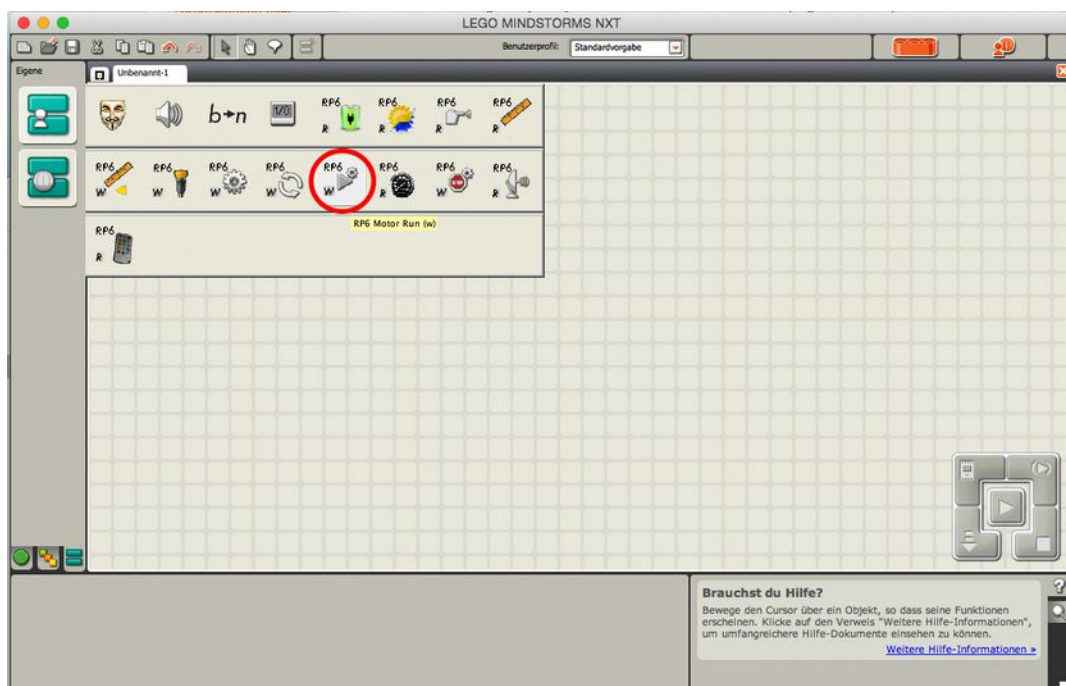 LEGO MINDSTORMS NXT
Benutzerprofil: Standardvorgabe
Eigene
Unbenannt-1
b→n 1/0 RP6 R RP6 R RP6 R RP6 R
RP6 W RP6 W RP6 W RP6 W RP6 W RP6 R RP6 W RP6 R
RP6 Motor Run (w)
RP6 R
Brauchst du Hilfe?
Bewege den Cursor über ein Objekt, so dass seine Funktionen
erscheinen. Klicke auf den Verweis "Weitere Hilfe-Informationen",
um umfangreichere Hilfe-Dokumente einsehen zu können.
Weitere Hilfe-Informationen »
?